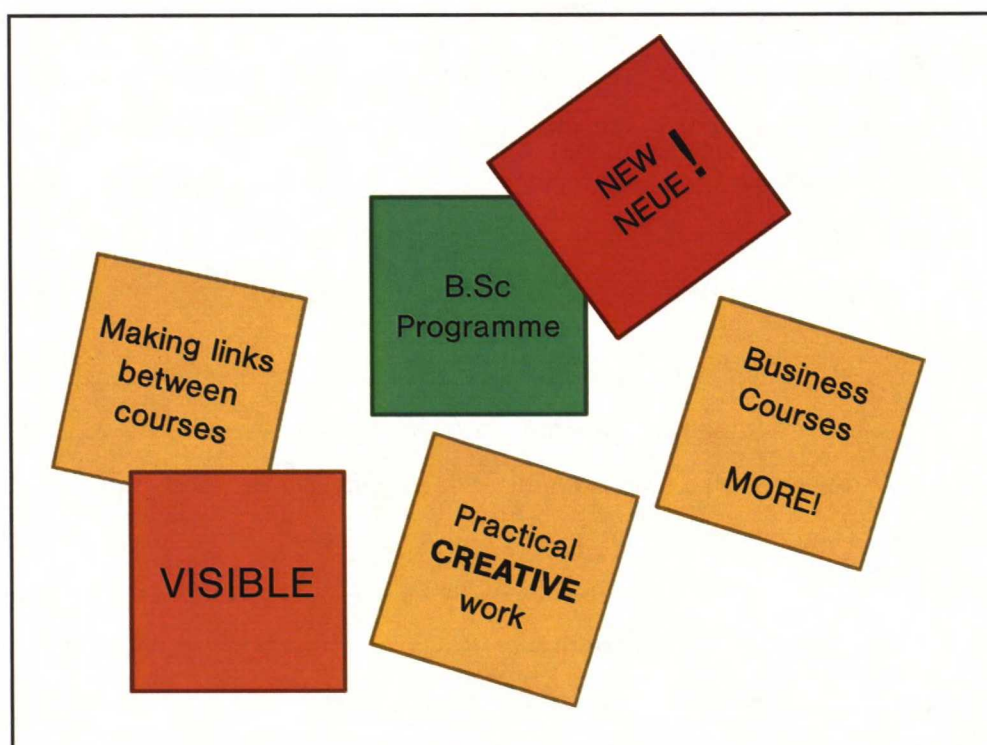 NEW
NEUE!
B.Sc
Programme
Making links
between
courses
Business
Courses
MORE!
Practical
CREATIVE
work
VISIBLE